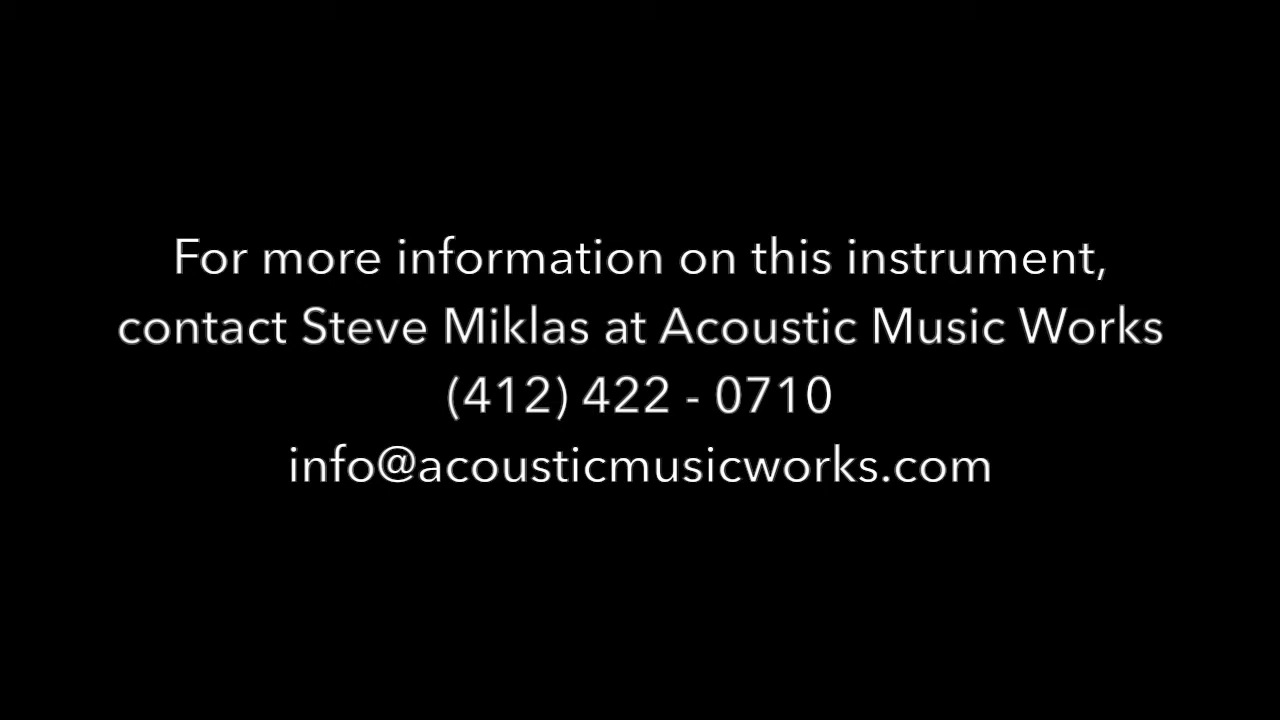 For more information on this instrument,
contact Steve Miklas at Acoustic Music Works
(412) 422 - 0710
info@acousticmusicworks.com